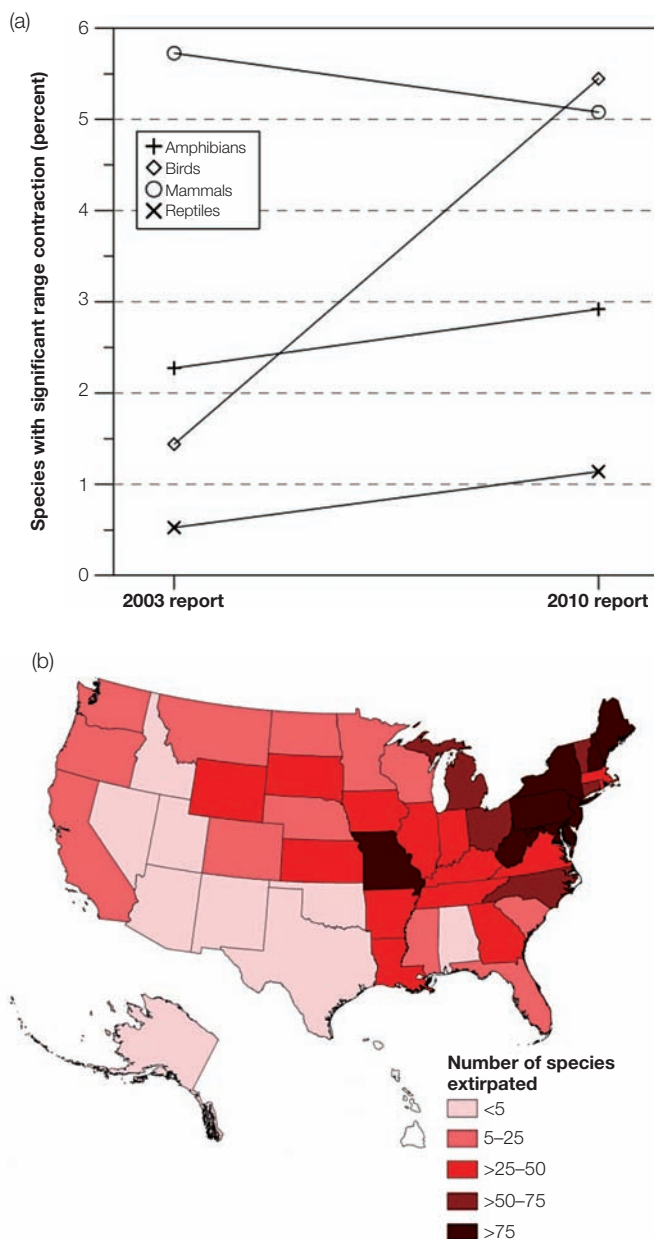 (a)
Species with significant range contraction (percent)
6
5
4
3
2
1
0
Amphibians
Birds
Mammals
Reptiles
2003 report
2010 report
(b)
Number of species
extirpated
<5
5–25
>25–50
>50–75
>75